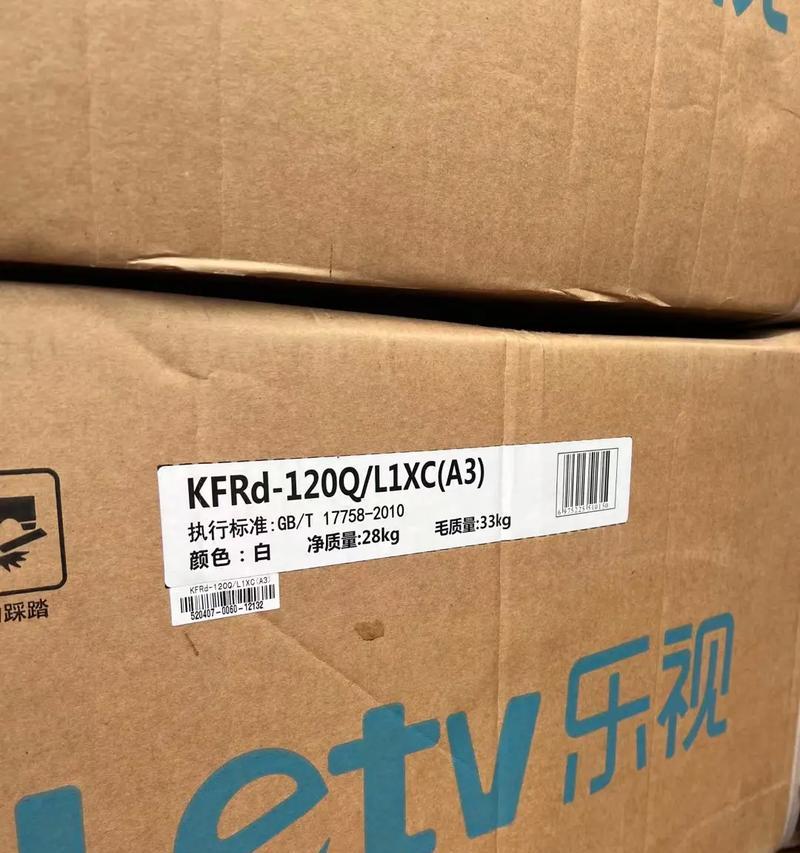 视
KFRd-120Q/L1XC(A3)
执行标准:GB/T 17758-2010
颜色：白 净质量:28kg 毛质量:33kg
KFRd-120Q/L1XC(A3)
520407-0060-12132
踩踏
Letv 乐视